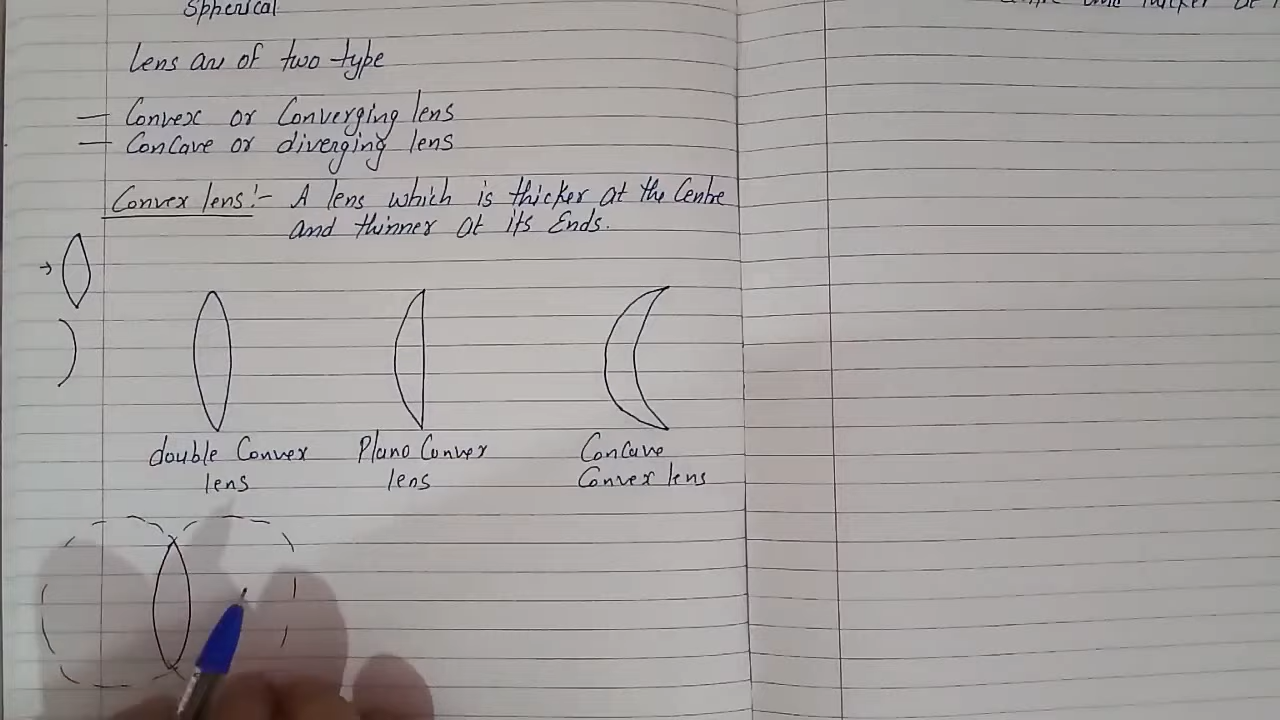 Spherical
lens are of two type
— Convex or Converging lens
— Concave or diverging lens
Convex lens:- A lens which is thicker at the Centre
and thinner at its Ends.
double Convex lens
Plano Convex lens
Concave Convex lens